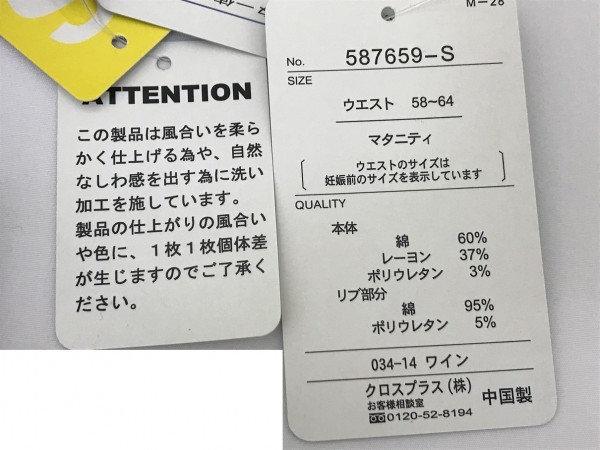 ATTENTION
この製品は風合いを柔ら
かく仕上げる為や、自然
なしわ感を出す為に洗い
加工を施しています。
製品の仕上がりの風合い
や色に、1枚1枚個体差
が生じますのでご了承く
ださい。
M-28
No. 587659-S
SIZE
ウエスト 58~64
マタニティ
ウエストのサイズは
妊娠前のサイズを表示しています
QUALITY
本体
綿 60%
レーヨン 37%
ポリウレタン 3%
リブ部分
綿 95%
ポリウレタン 5%
034-14 ワイン
クロスプラス(株) 中国製
お客様相談室
0120-52-8194